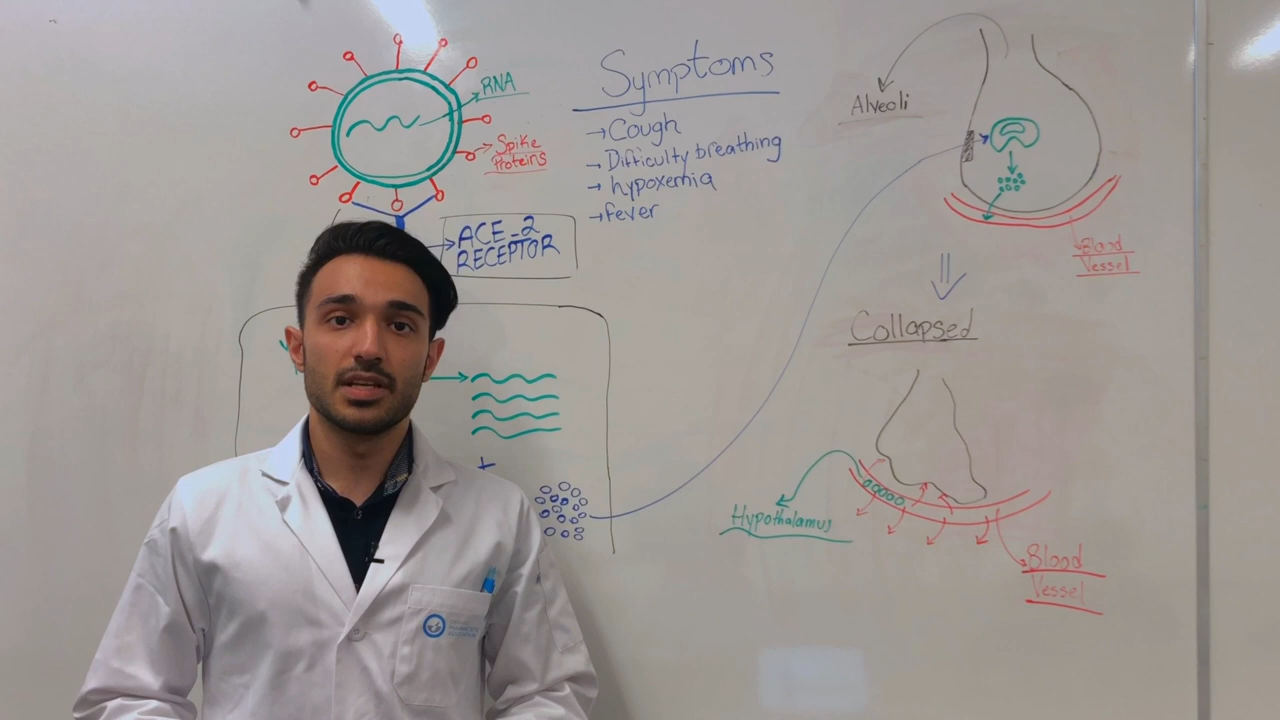 RNA
Spike
Proteins
ACE-2
RECEPTOR
Symptoms
→Cough
→Difficulty breathing
→hypoxemia
→fever
+
Alveoli
Blood
Vessel
Collapsed
Hypothalamus
Blood
Vessel